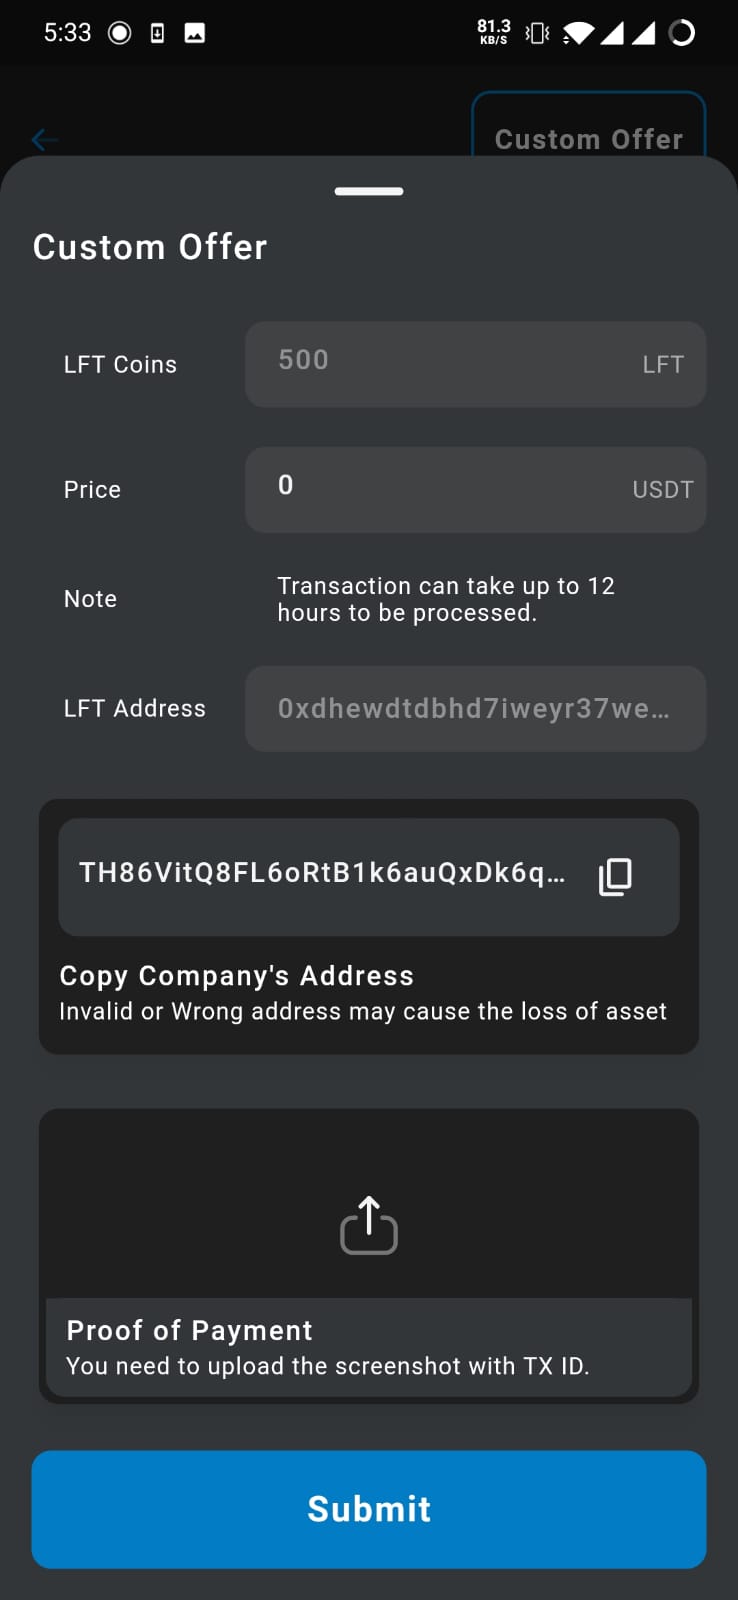 5:33
81.3
KB/S
Custom Offer
Custom Offer
LFT Coins
500
LFT
Price
0
USDT
Note
Transaction can take up to 12
hours to be processed.
LFT Address
0xdhewdtdbhd7iweyr37we...
TH86VitQ8FL6oRtB1k6auQxDk6q...
Copy Company's Address
Invalid or Wrong address may cause the loss of asset
Proof of Payment
You need to upload the screenshot with TX ID.
Submit